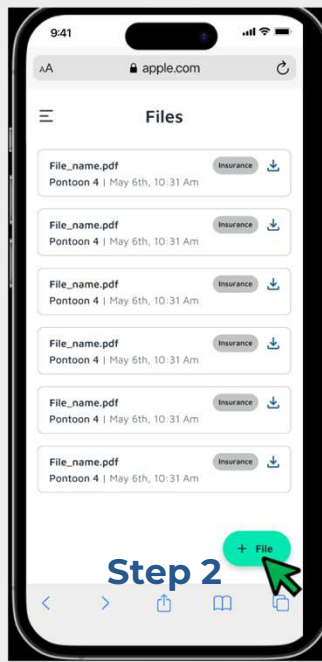 9:41
AA apple.com
Files
File_name.pdf Insurance
Pontoon 4 | May 6th, 10:31 Am
File_name.pdf Insurance
Pontoon 4 | May 6th, 10:31 Am
File_name.pdf Insurance
Pontoon 4 | May 6th, 10:31 Am
File_name.pdf Insurance
Pontoon 4 | May 6th, 10:31 Am
File_name.pdf Insurance
Pontoon 4 | May 6th, 10:31 Am
File_name.pdf Insurance
Pontoon 4 | May 6th, 10:31 Am
+ File
Step 2